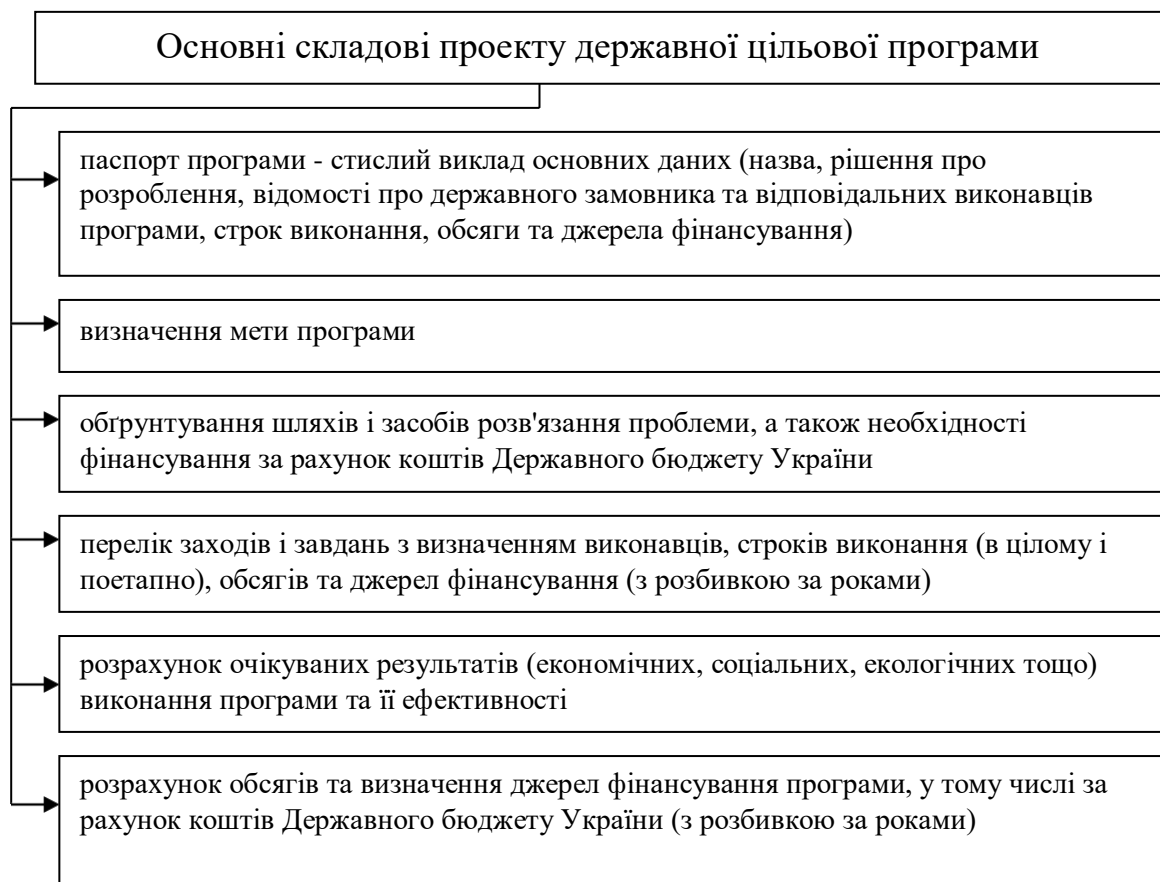 Основні складові проекту державної цільової програми
паспорт програми - стислий виклад основних даних (назва, рішення про
розроблення, відомості про державного замовника та відповідальних виконавців
програми, строк виконання, обсяги та джерела фінансування)
визначення мети програми
обґрунтування шляхів і засобів розв'язання проблеми, а також необхідності
фінансування за рахунок коштів Державного бюджету України
перелік заходів і завдань з визначенням виконавців, строків виконання (в цілому і
поетапно), обсягів та джерел фінансування (з розбивкою за роками)
розрахунок очікуваних результатів (економічних, соціальних, екологічних тощо)
виконання програми та її ефективності
розрахунок обсягів та визначення джерел фінансування програми, у тому числі за
рахунок коштів Державного бюджету України (з розбивкою за роками)